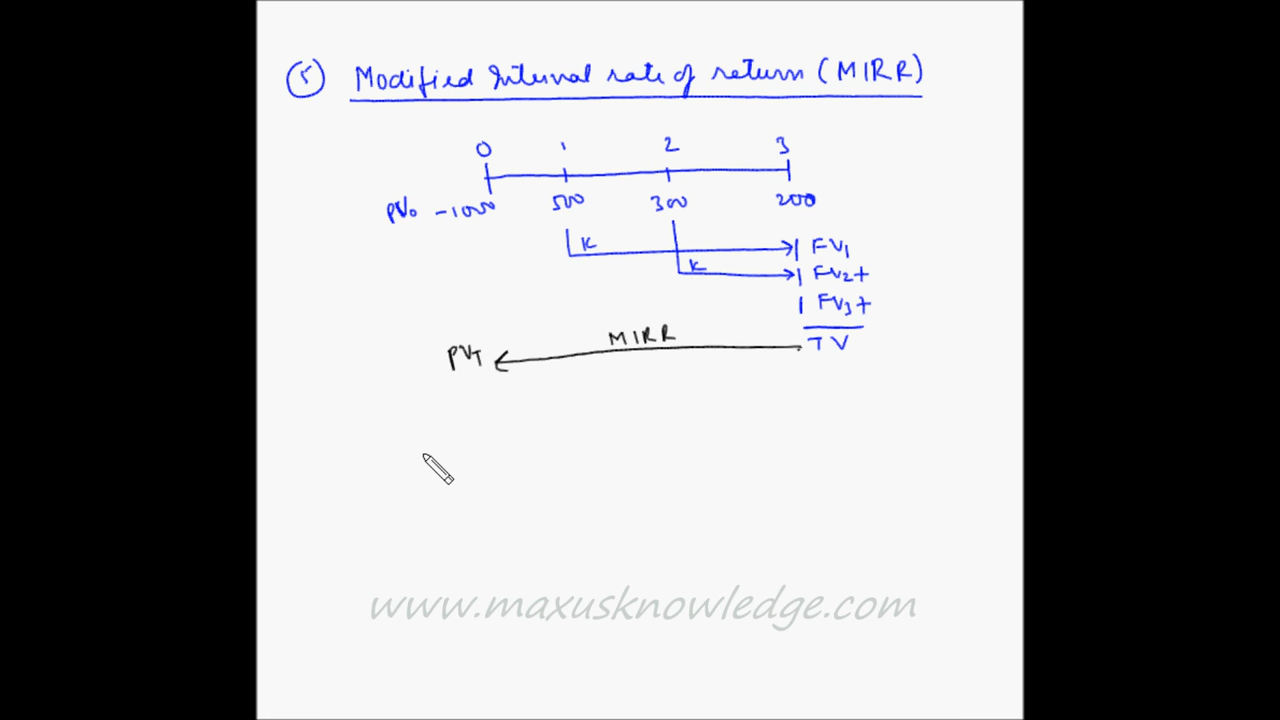 5 Modified Internal rate of return (MIRR)
0 1 2 3
PV₀ -1000 500 300 200
K FV₁
K FV₂+
FV₃+
MIRR TV
PVT
www.maxusknowledge.com